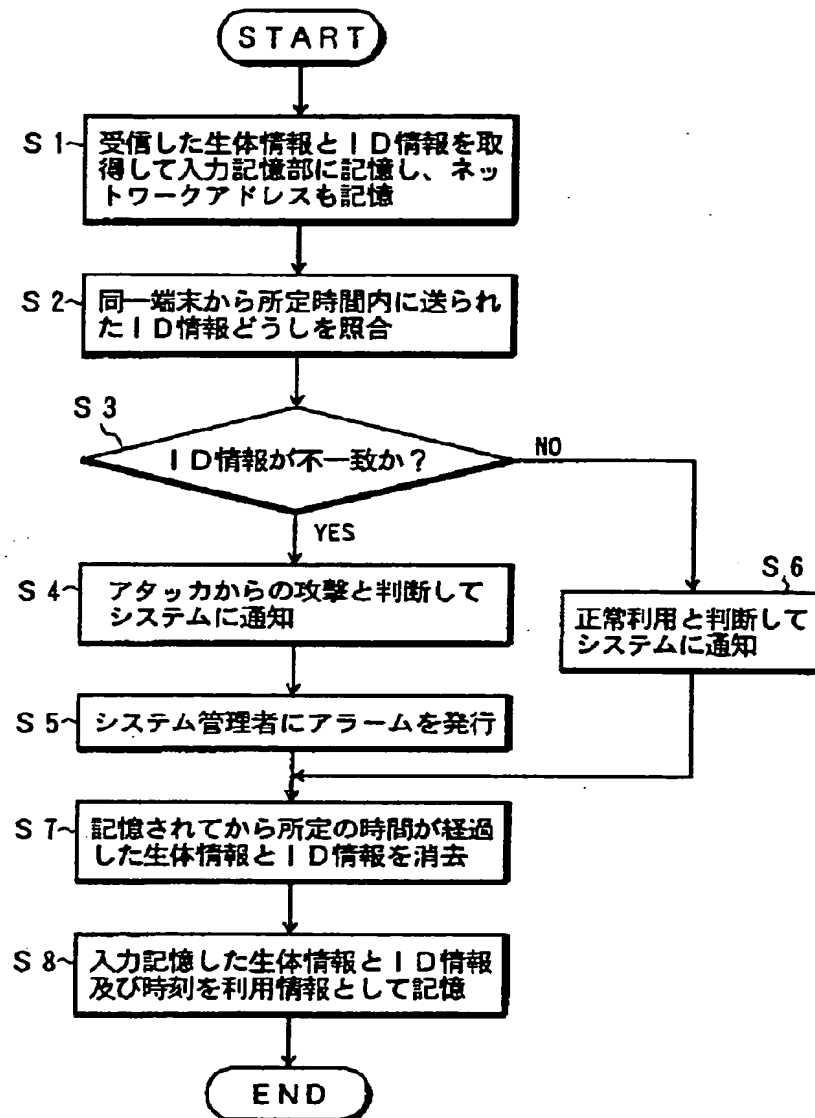 START
S1
受信した生体情報とID情報を取
得して入力記憶部に記憶し、ネッ
トワークアドレスも記憶
S2
同一端末から所定時間内に送られ
たID情報どうしを照合
S3
ID情報が不一致か?
NO
YES
S4
アタッカからの攻撃と判断して
システムに通知
S6
正常利用と判断して
システムに通知
S5
システム管理者にアラームを発行
S7
記憶されてから所定の時間が経過
した生体情報とID情報を消去
S8
入力記憶した生体情報とID情報
及び時刻を利用情報として記憶
END